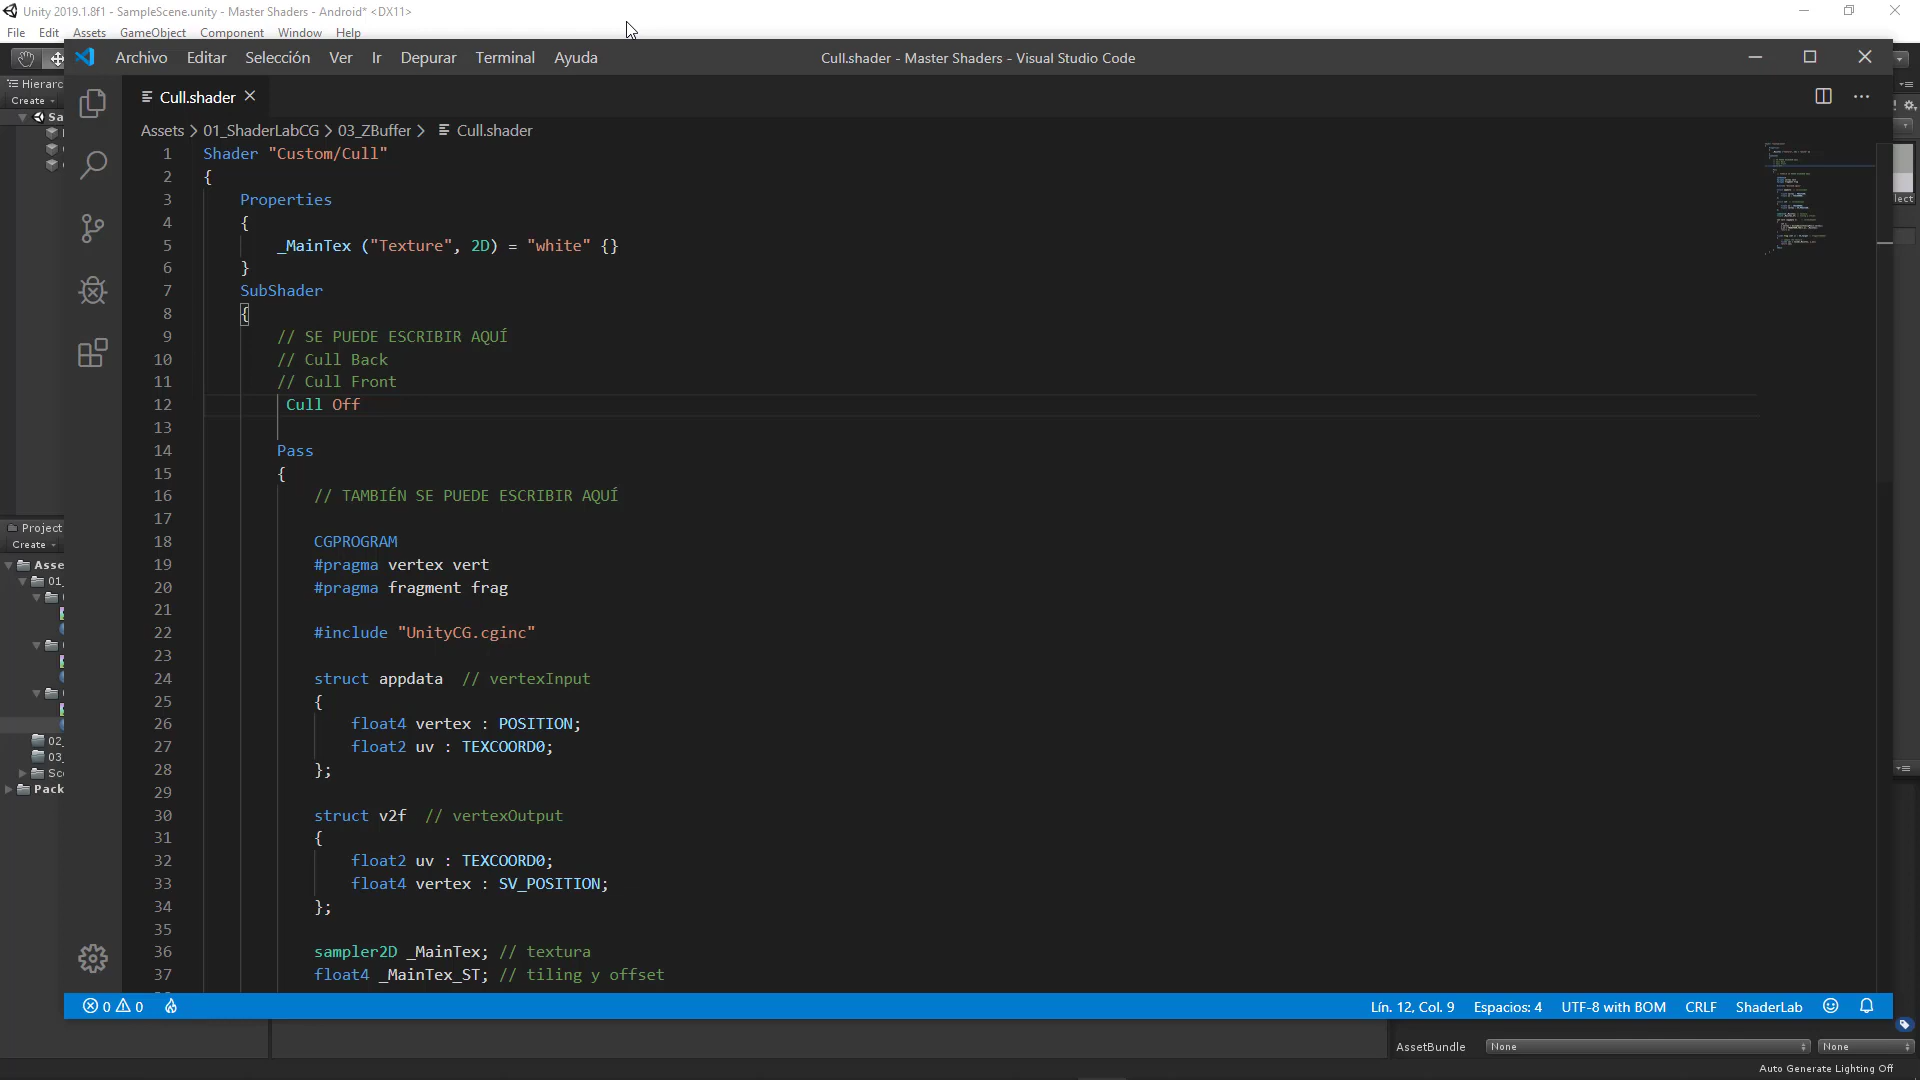 Unity 2019.1.8f1 - SampleScene.unity - Master Shaders - Android* <DX11>
File Edit Assets GameObject Component Window Help
Archivo Editar Selección Ver Ir Depurar Terminal Ayuda
Cull.shader - Master Shaders - Visual Studio Code
Hierarc
Create
Sa
Cull.shader
Assets > 01_ShaderLabCG > 03_ZBuffer > Cull.shader
1 Shader "Custom/Cull"
2 {
3 Properties
4 {
5 _MainTex ("Texture", 2D) = "white" {}
6 }
7 SubShader
8 {
9 // SE PUEDE ESCRIBIR AQUÍ
10 // Cull Back
11 // Cull Front
12 Cull Off
13
14 Pass
15 {
16 // TAMBIÉN SE PUEDE ESCRIBIR AQUÍ
17
18 CGPROGRAM
19 #pragma vertex vert
20 #pragma fragment frag
21
22 #include "UnityCG.cginc"
23
24 struct appdata // vertexInput
25 {
26 float4 vertex : POSITION;
27 float2 uv : TEXCOORD0;
28 };
29
30 struct v2f // vertexOutput
31 {
32 float2 uv : TEXCOORD0;
33 float4 vertex : SV_POSITION;
34 };
35
36 sampler2D _MainTex; // textura
37 float4 _MainTex_ST; // tiling y offset
Project
Create
Asse
01_
02_
03_
Sce
Pack
lect
0 0
Lín. 12, Col. 9 Espacios: 4 UTF-8 with BOM CRLF ShaderLab
AssetBundle None None
Auto Generate Lighting Off